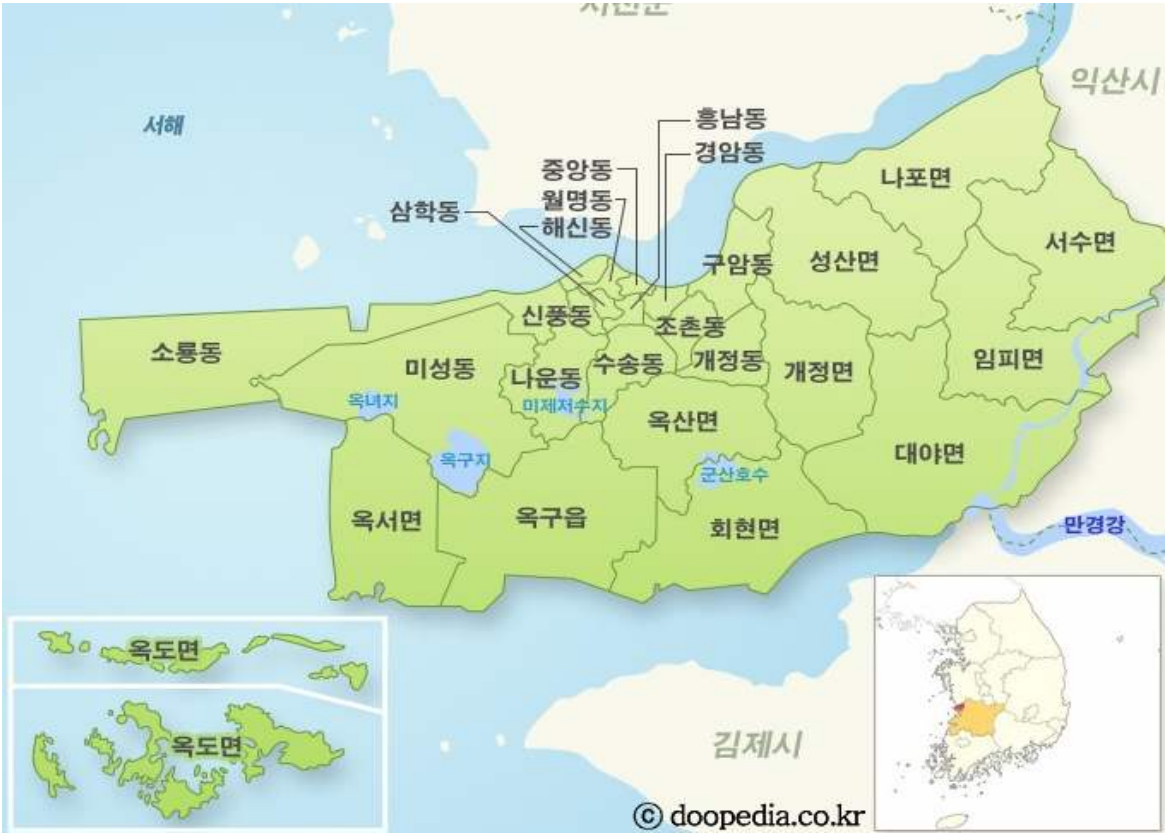 서천군
익산시
서해
흥남동
경암동
중앙동
월명동
해신동
삼학동
나포면
서수면
성산면
구암동
신풍동
조촌동
소룡동
미성동
나운동
수송동
개정동
개정면
임피면
옥녀지
미제저수지
옥산면
대야면
옥구지
군산호수
옥서면
옥구읍
회현면
만경강
옥도면
옥도면
김제시
ⓒ doopedia.co.kr